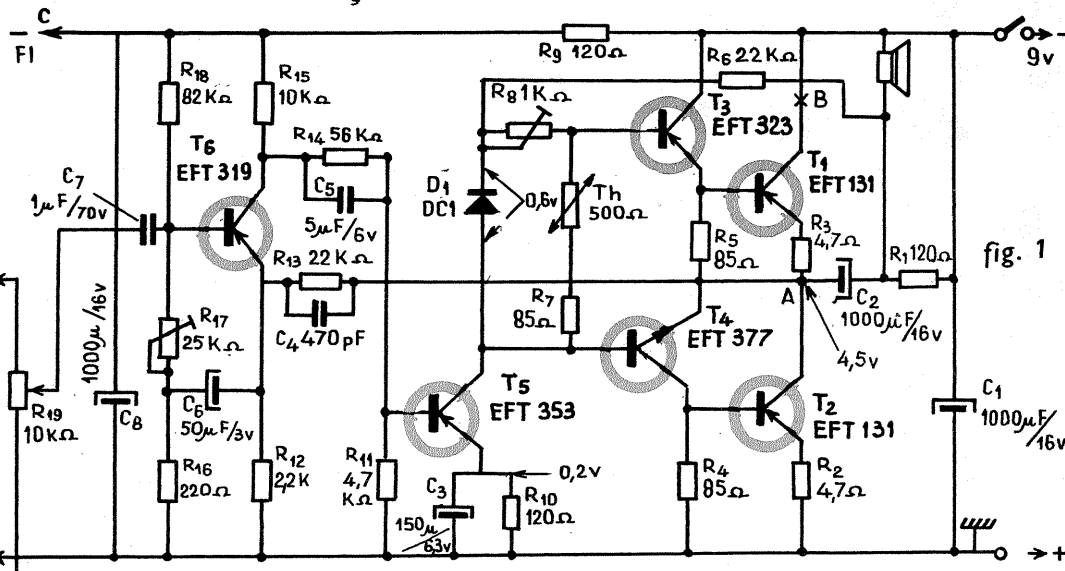 C
− FI
R18
82KΩ
R15
10KΩ
R9 120Ω
R6 22KΩ
9v
−
R8 1KΩ
B
T6
EFT 319
R14 56 KΩ
T3
EFT 323
T1
EFT 131
C7
1µF/70v
C5
5µF/6v
D1
DC1
0,6v
Th
500Ω
R13 22 KΩ
C4 470pF
R5
85Ω
R3
4,7Ω
R1 120Ω
fig. 1
A
C2
1000µF
/16v
4,5v
R7
85Ω
T4
EFT 377
1000µ/16v
C8
R17
25KΩ
R19
10KΩ
C6
50µF/3v
T5
EFT 353
T2
EFT 131
C1
1000µF/
16v
R16
220Ω
R12
2,2K
R11
4,7
KΩ
0,2v
C3
150µ
/6,3v
R10
120Ω
R4
85Ω
R2
4,7Ω
+